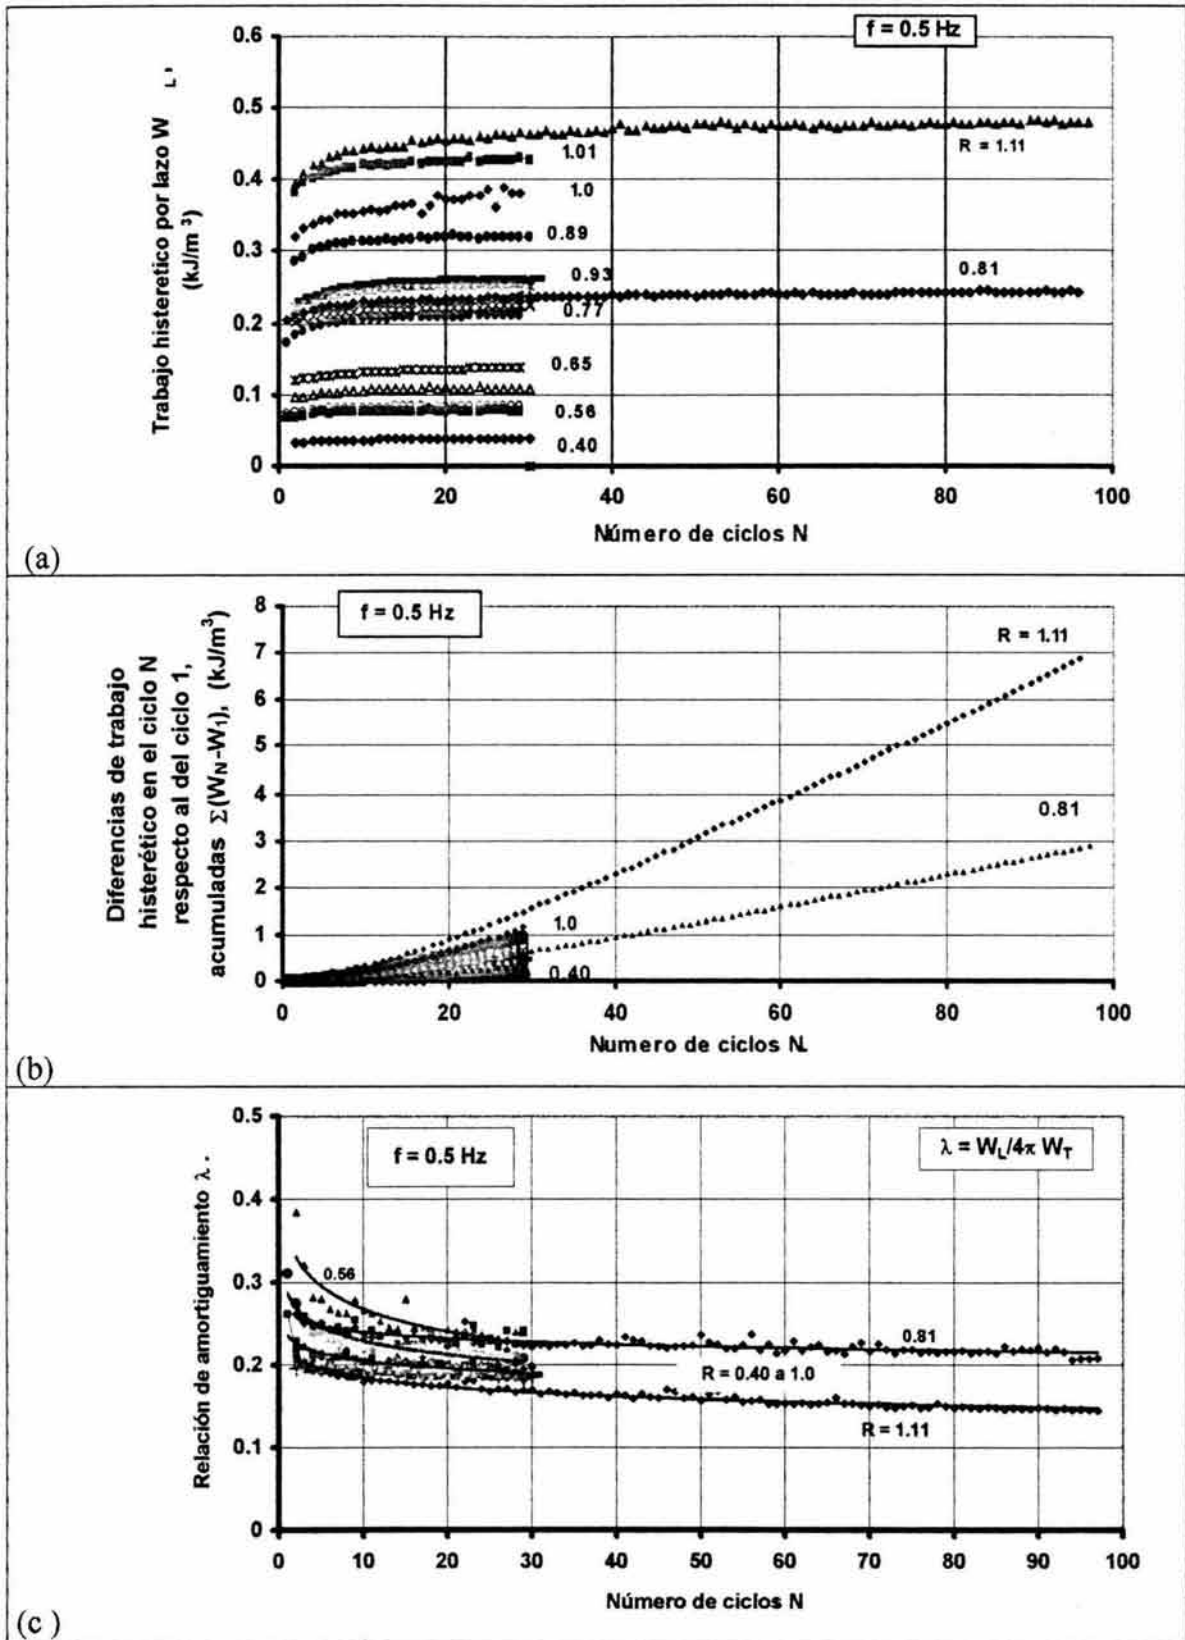 f = 0.5 Hz
Trabajo histeretico por lazo W L,
(kJ/m³)
0.6
0.5
0.4
0.3
0.2
0.1
0
1.01
1.0
0.89
0.93
0.77
0.65
0.56
0.40
R = 1.11
0.81
0
20
40
60
80
100
Número de ciclos N
(a)
f = 0.5 Hz
Diferencias de trabajo
histerético en el ciclo N
respecto al del ciclo 1,
acumuladas Σ(WN-W1), (kJ/m³)
8
7
6
5
4
3
2
1
0
R = 1.11
0.81
1.0
0.40
0
20
40
60
80
100
Numero de ciclos N.
(b)
f = 0.5 Hz
λ = WL/4π WT
Relación de amortiguamiento λ .
0.5
0.4
0.3
0.2
0.1
0
0.56
0.81
R = 0.40 a 1.0
R = 1.11
0
10
20
30
40
50
60
70
80
90
100
Número de ciclos N
(c )